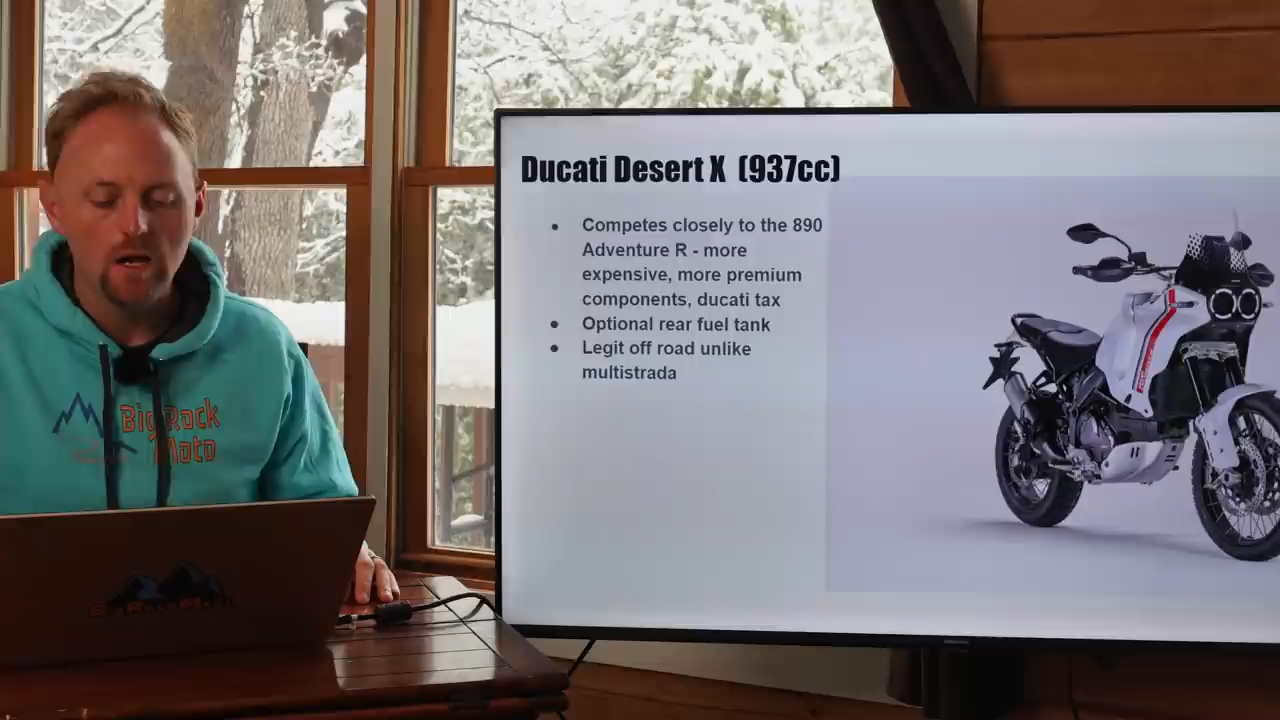 Ducati Desert X (937cc)
Competes closely to the 890
Adventure R - more
expensive, more premium
components, ducati tax
Optional rear fuel tank
Legit off road unlike
multistrada
Big Rock
Moto
BigRockMoto